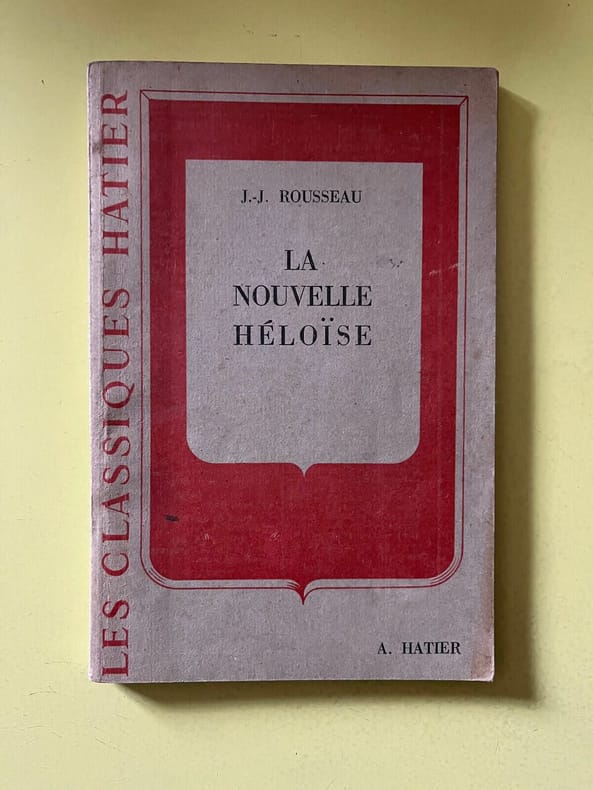 LES CLASSIQUES HATIER
J.-J. ROUSSEAU
LA
NOUVELLE
HÉLOÏSE
A. HATIER